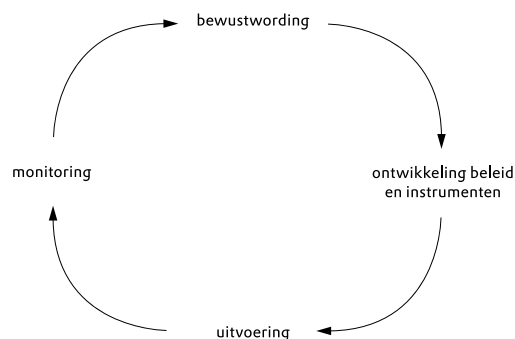 bewustwording
monitoring
ontwikkeling beleid
en instrumenten
uitvoering